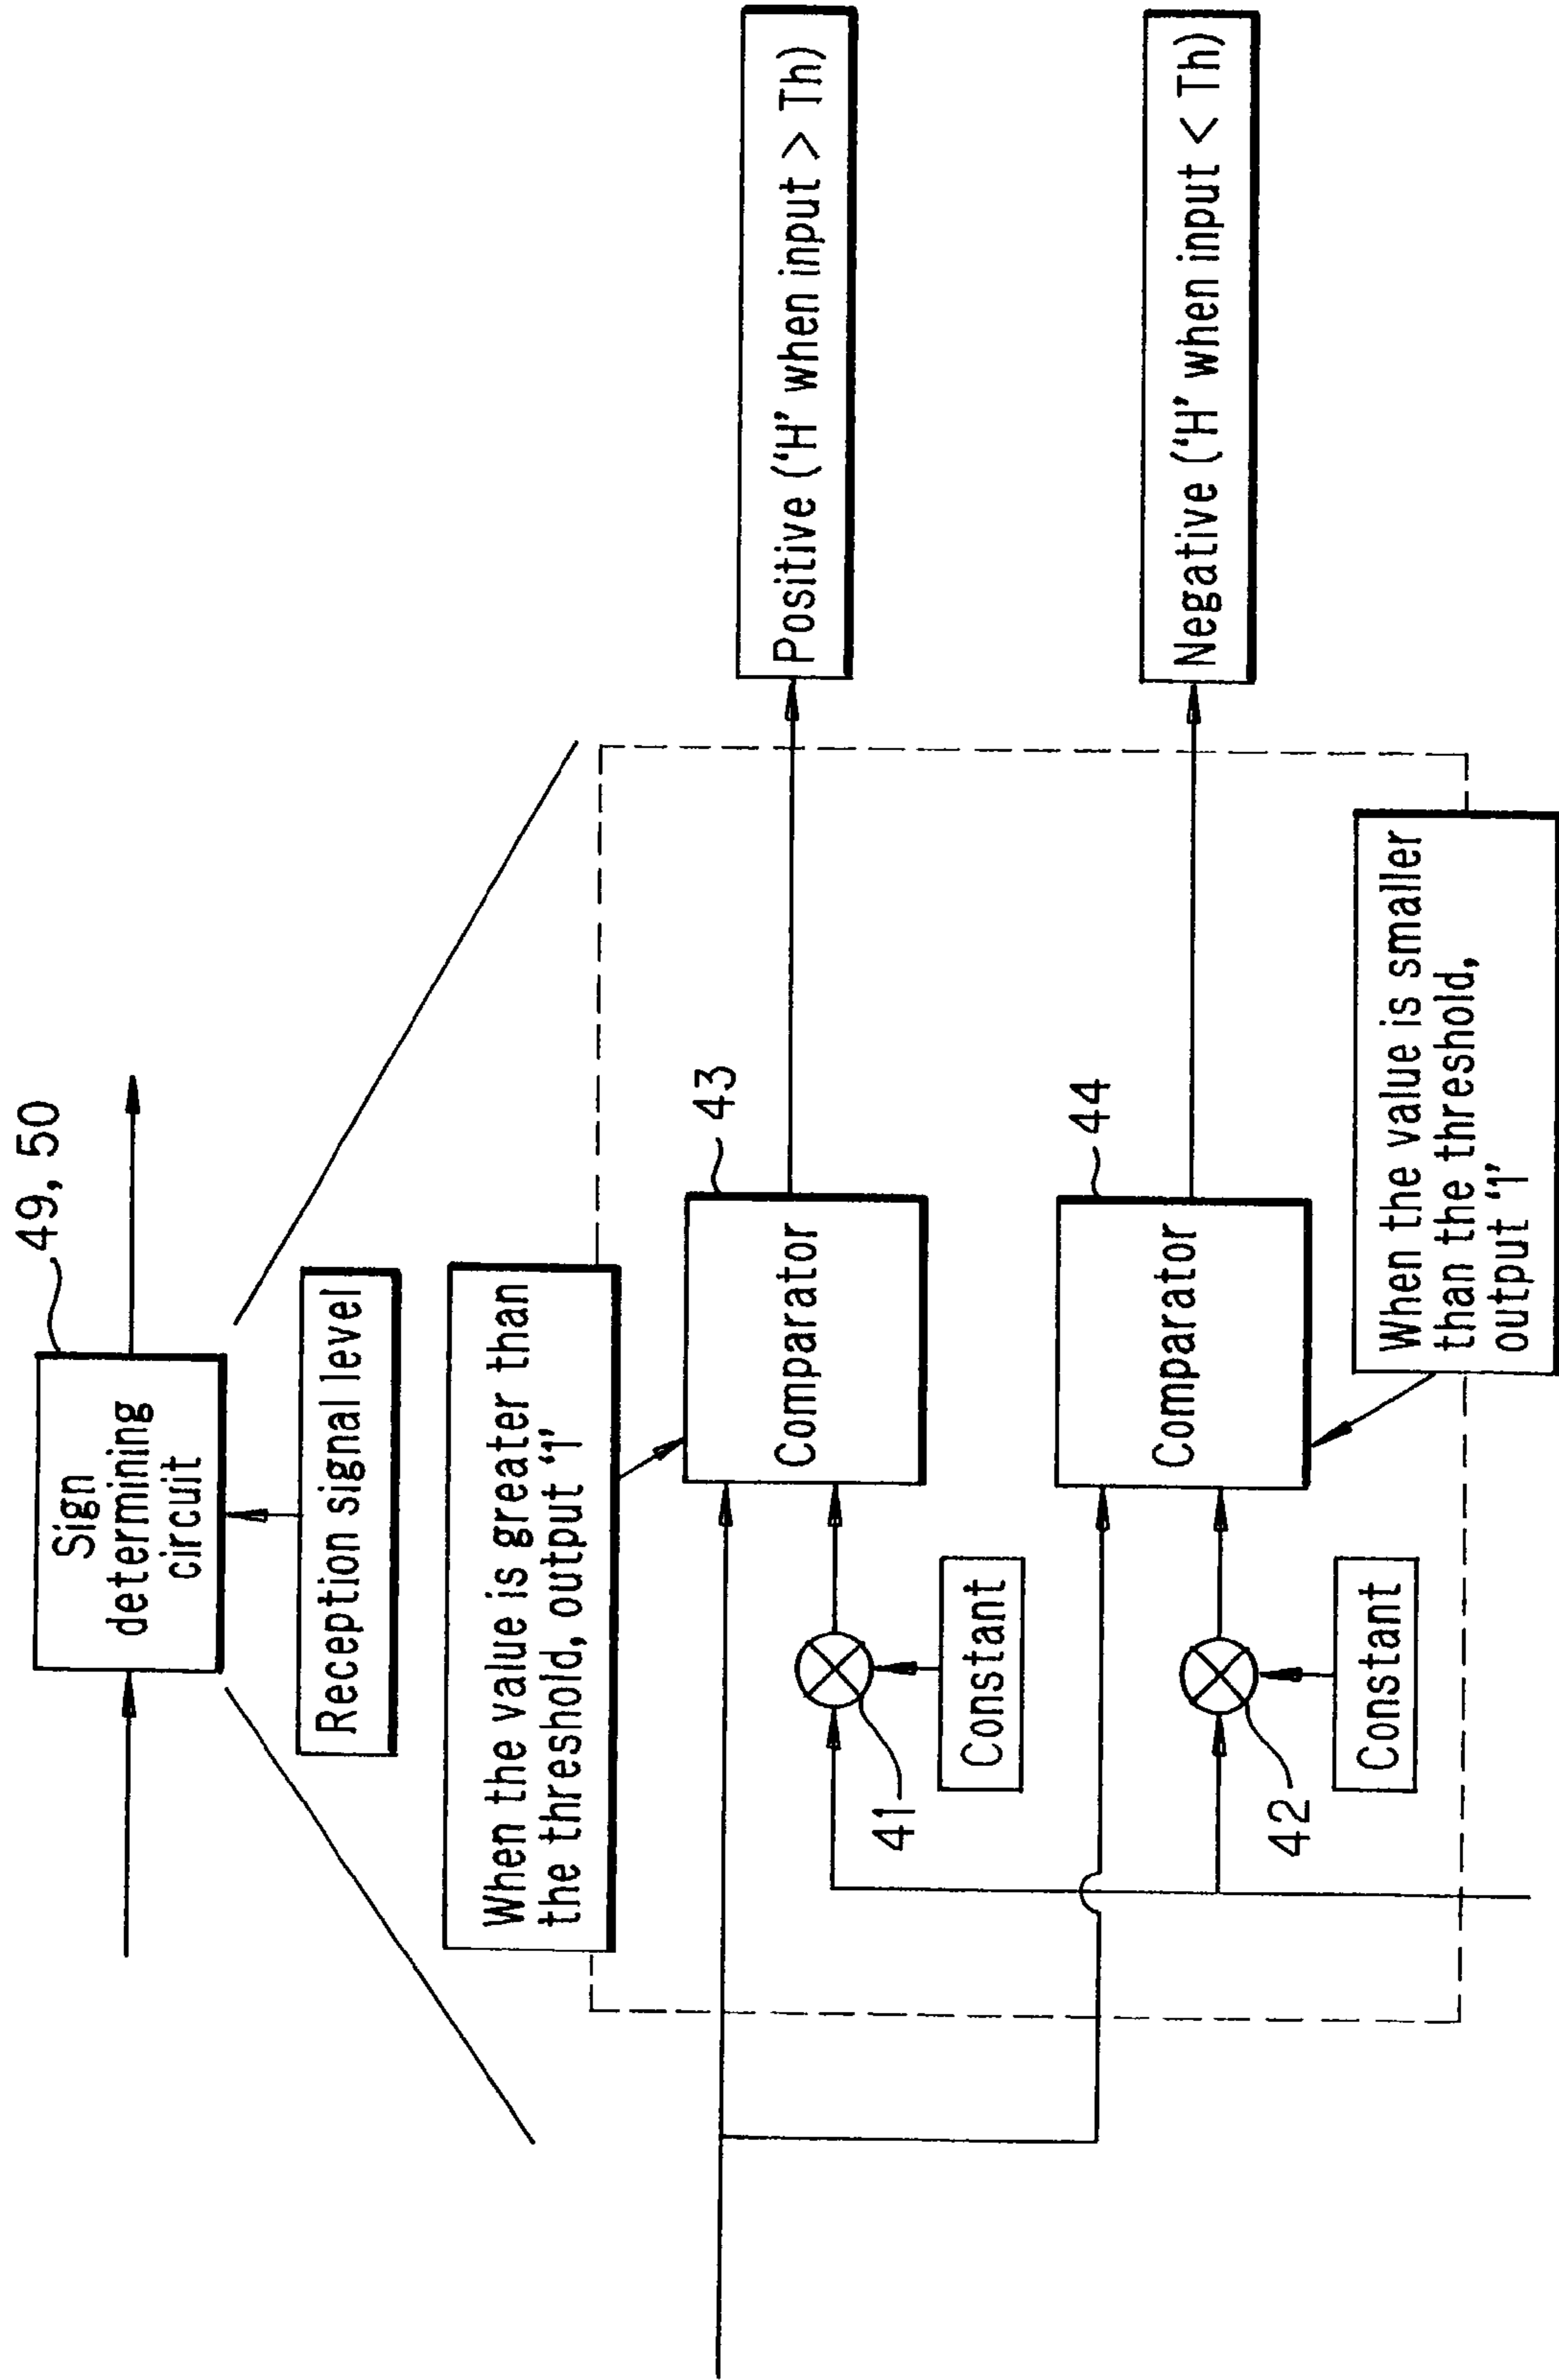 49, 50
Sign
determining
circuit
Reception signal level
When the value is greater than
the threshold, output ‘1’
43
Comparator
Positive (‘H’ when input > Th)
41
Constant
44
Comparator
Negative (‘H’ when input < Th)
42
Constant
When the value is smaller
than the threshold,
output ‘1’